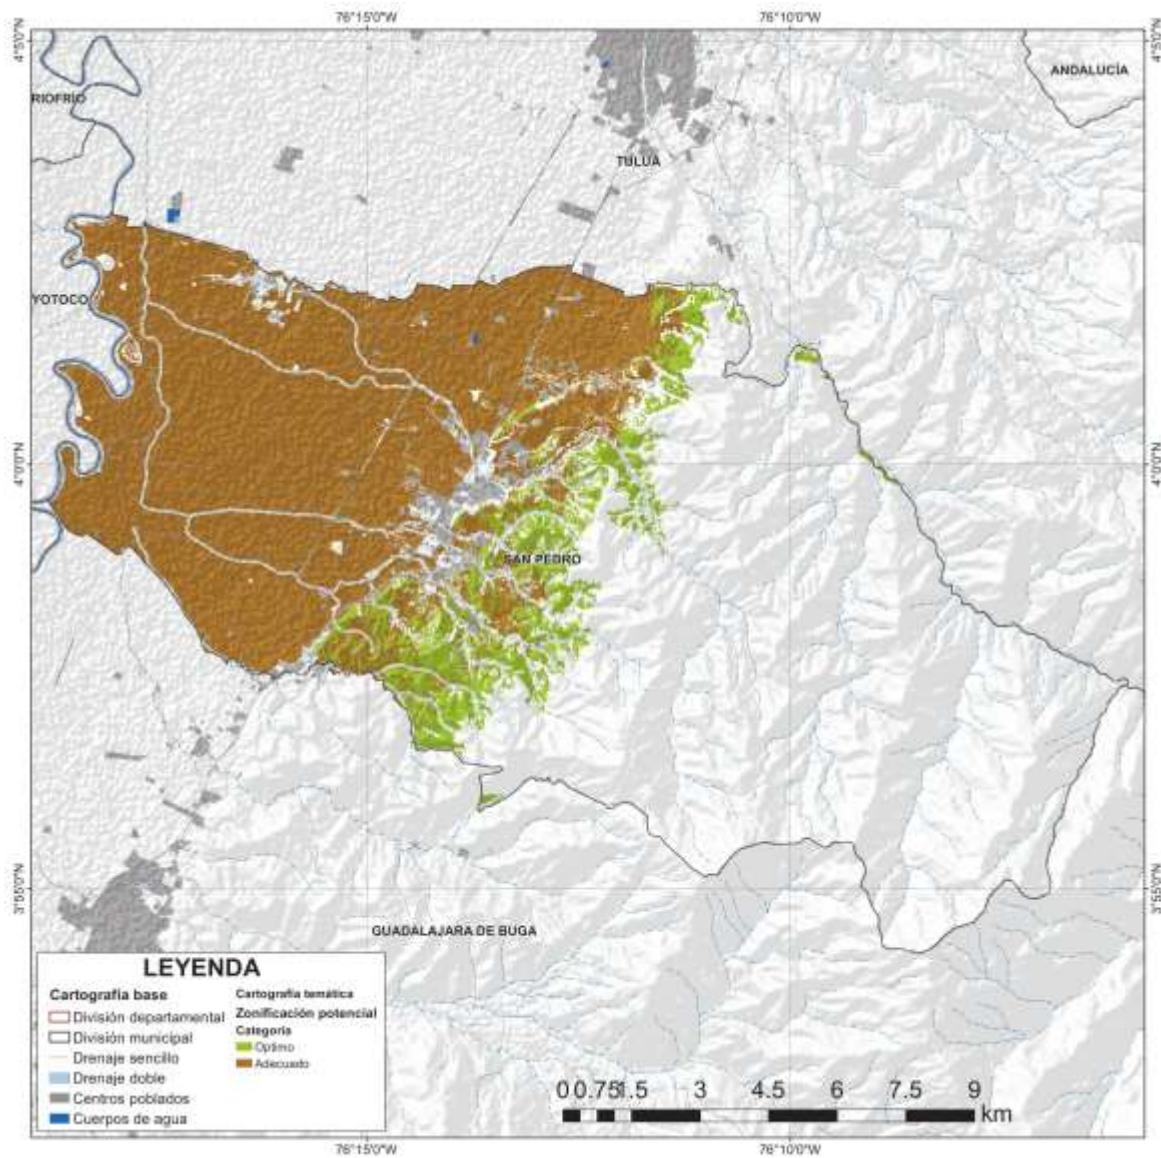 76°15'0"W
76°10'0"W
4°5'0"N
4°5'0"N
ANDALUCÍA
RIOFRÍO
TULUÁ
YOTOCO
4°0'0"N
4°0'0"N
SAN PEDRO
3°55'0"N
3°55'0"N
GUADALAJARA DE BUGA
LEYENDA
Cartografía base
División departamental
División municipal
Drenaje sencillo
Drenaje doble
Centros poblados
Cuerpos de agua
Cartografía temática
Zonificación potencial
Categoría
Optimo
Adecuado
0 0.75 1.5 3 4.5 6 7.5 9
km
76°15'0"W
76°10'0"W